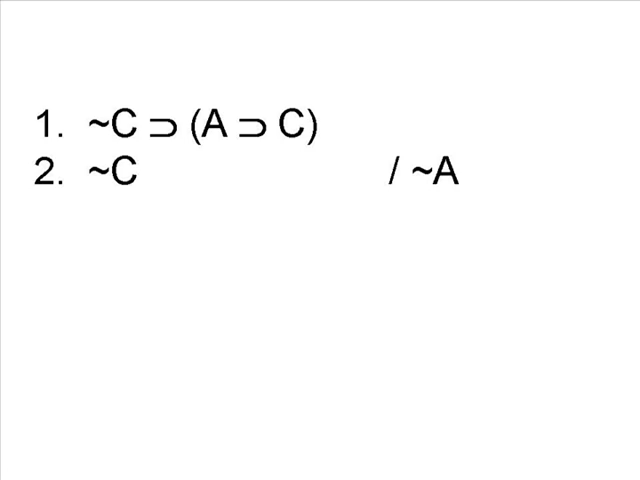 1. ~C ⊃ (A ⊃ C)
2. ~C / ~A